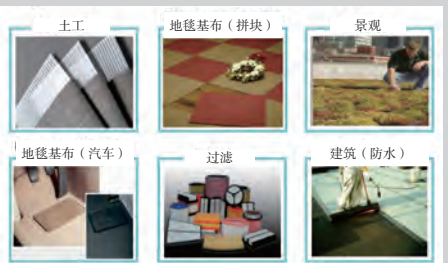 土工
地毯基布（拼块）
景观
地毯基布（汽车）
过滤
建筑（防水）